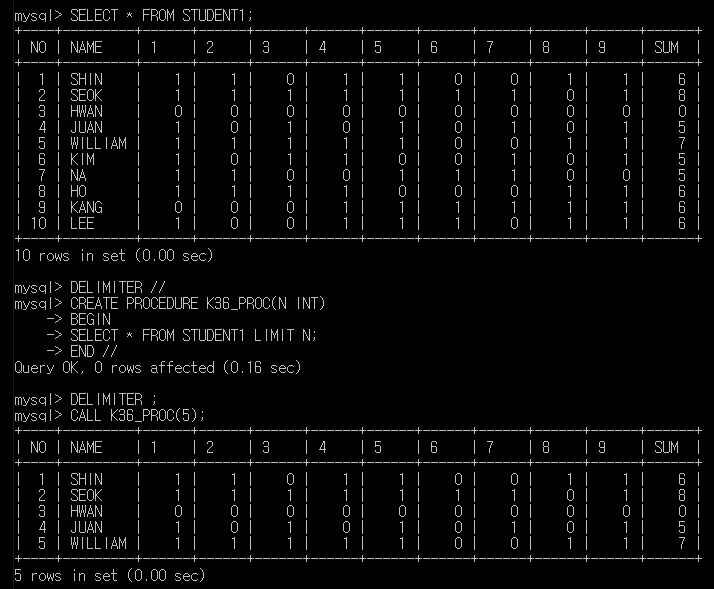 mysql> SELECT * FROM STUDENT1;
+----+---------+---+---+---+---+---+---+---+---+---+-----+
| NO | NAME | 1 | 2 | 3 | 4 | 5 | 6 | 7 | 8 | 9 | SUM |
+----+---------+---+---+---+---+---+---+---+---+---+-----+
| 1 | SHIN | 1 | 1 | 0 | 1 | 1 | 0 | 0 | 1 | 1 | 6 |
| 2 | SEOK | 1 | 1 | 1 | 1 | 1 | 1 | 1 | 0 | 1 | 8 |
| 3 | HWAN | 0 | 0 | 0 | 0 | 0 | 0 | 0 | 0 | 0 | 0 |
| 4 | JUAN | 1 | 0 | 1 | 0 | 1 | 0 | 1 | 0 | 1 | 5 |
| 5 | WILLIAM | 1 | 1 | 1 | 1 | 1 | 0 | 0 | 1 | 1 | 7 |
| 6 | KIM | 1 | 0 | 1 | 1 | 0 | 0 | 1 | 0 | 1 | 5 |
| 7 | NA | 1 | 1 | 0 | 0 | 1 | 1 | 1 | 0 | 0 | 5 |
| 8 | HO | 1 | 1 | 1 | 1 | 0 | 0 | 0 | 1 | 1 | 6 |
| 9 | KANG | 0 | 0 | 0 | 1 | 1 | 1 | 1 | 1 | 1 | 6 |
| 10 | LEE | 1 | 1 | 0 | 1 | 1 | 1 | 0 | 1 | 1 | 6 |
+----+---------+---+---+---+---+---+---+---+---+---+-----+
10 rows in set (0.00 sec)
mysql> DELIMITER //
mysql> CREATE PROCEDURE K36_PROC(N INT)
-> BEGIN
-> SELECT * FROM STUDENT1 LIMIT N;
-> END //
Query OK, 0 rows affected (0.16 sec)
mysql> DELIMITER ;
mysql> CALL K36_PROC(5);
+----+---------+---+---+---+---+---+---+---+---+---+-----+
| NO | NAME | 1 | 2 | 3 | 4 | 5 | 6 | 7 | 8 | 9 | SUM |
+----+---------+---+---+---+---+---+---+---+---+---+-----+
| 1 | SHIN | 1 | 1 | 0 | 1 | 1 | 0 | 0 | 1 | 1 | 6 |
| 2 | SEOK | 1 | 1 | 1 | 1 | 1 | 1 | 1 | 0 | 1 | 8 |
| 3 | HWAN | 0 | 0 | 0 | 0 | 0 | 0 | 0 | 0 | 0 | 0 |
| 4 | JUAN | 1 | 0 | 1 | 0 | 1 | 0 | 1 | 0 | 1 | 5 |
| 5 | WILLIAM | 1 | 1 | 1 | 1 | 1 | 0 | 0 | 1 | 1 | 7 |
+----+---------+---+---+---+---+---+---+---+---+---+-----+
5 rows in set (0.00 sec)